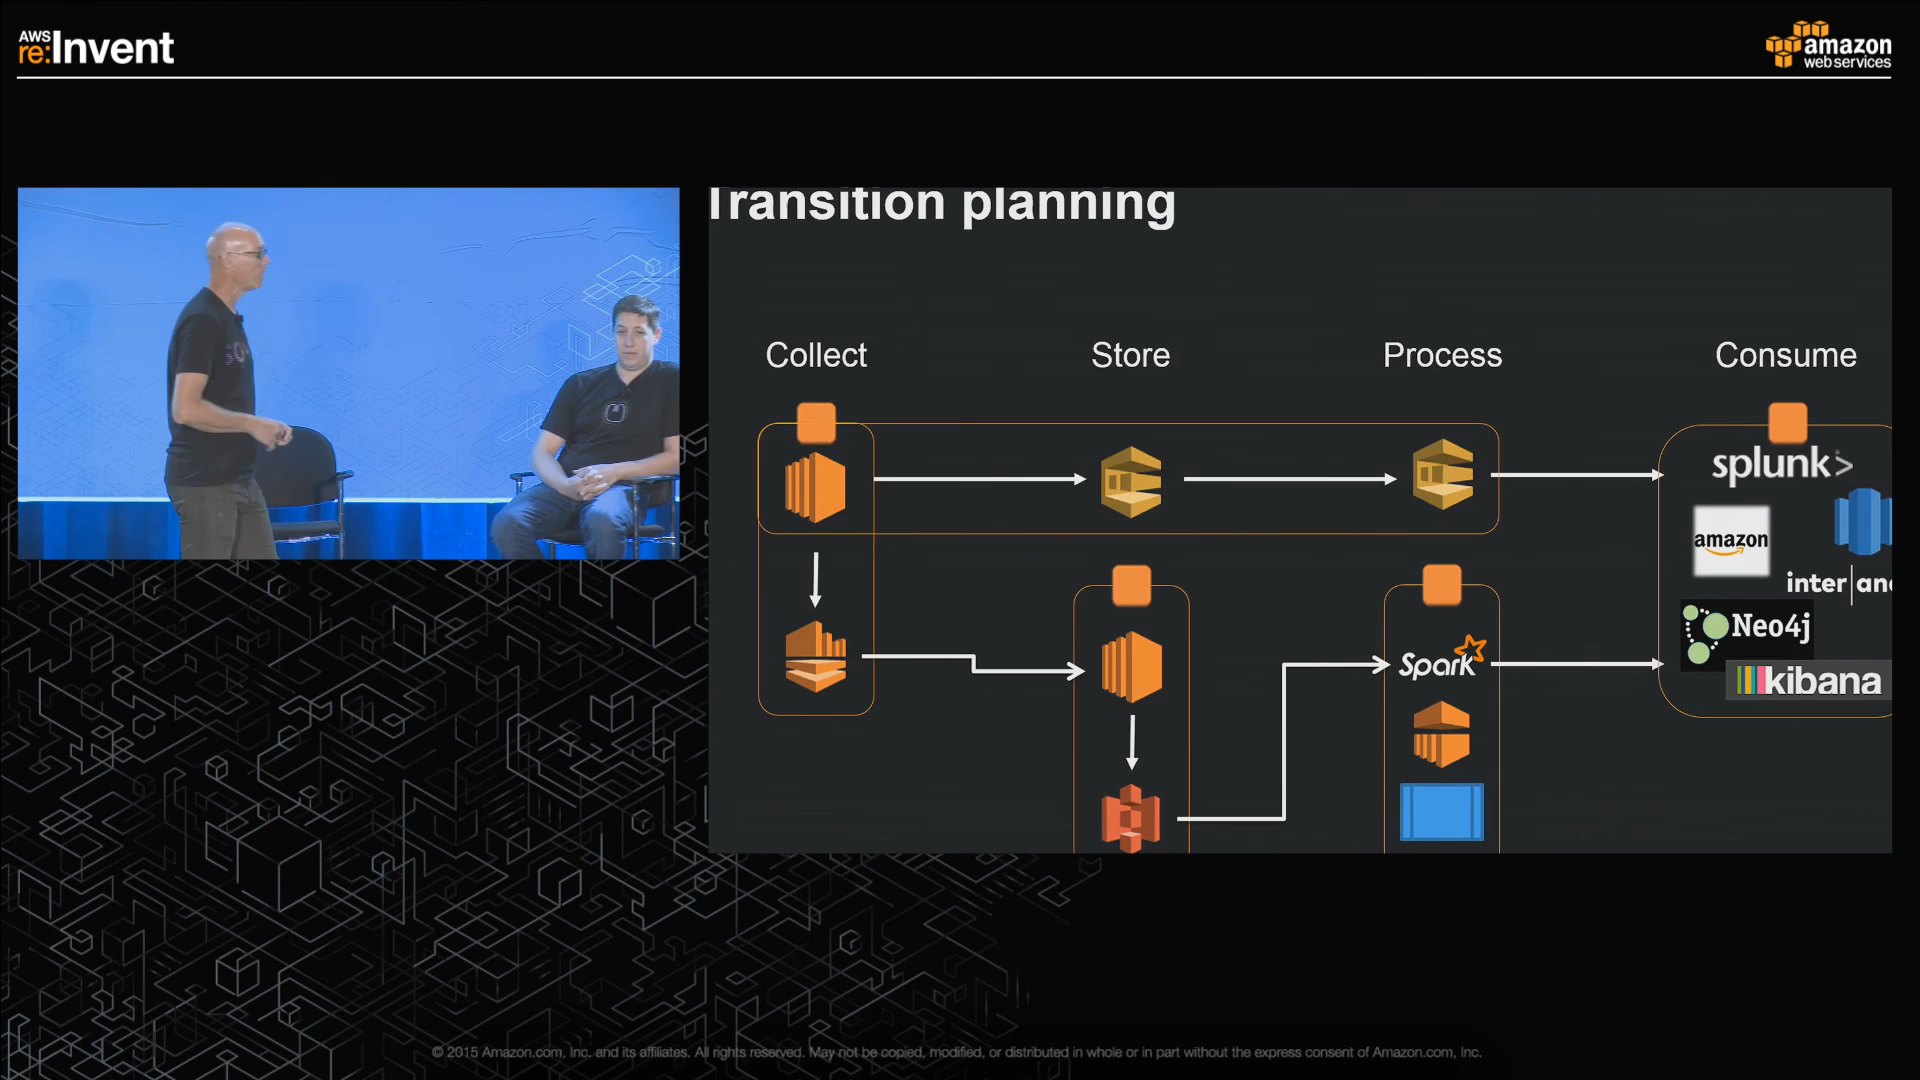 AWS
re:Invent
amazon
web services
Transition planning
Collect
Store
Process
Consume
splunk>
amazon
inter|ana
Neo4j
Spark
kibana
© 2015 Amazon.com, Inc. and its affiliates. All rights reserved. May not be copied, modified, or distributed in whole or in part without the express consent of Amazon.com, Inc.